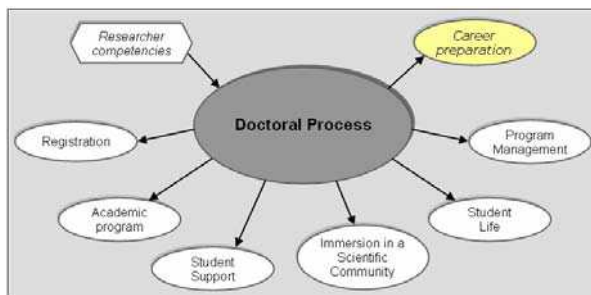 Researcher
competencies
Career
preparation
Doctoral Process
Registration
Program
Management
Academic
program
Student
Life
Student
Support
Immersion in a
Scientific
Community